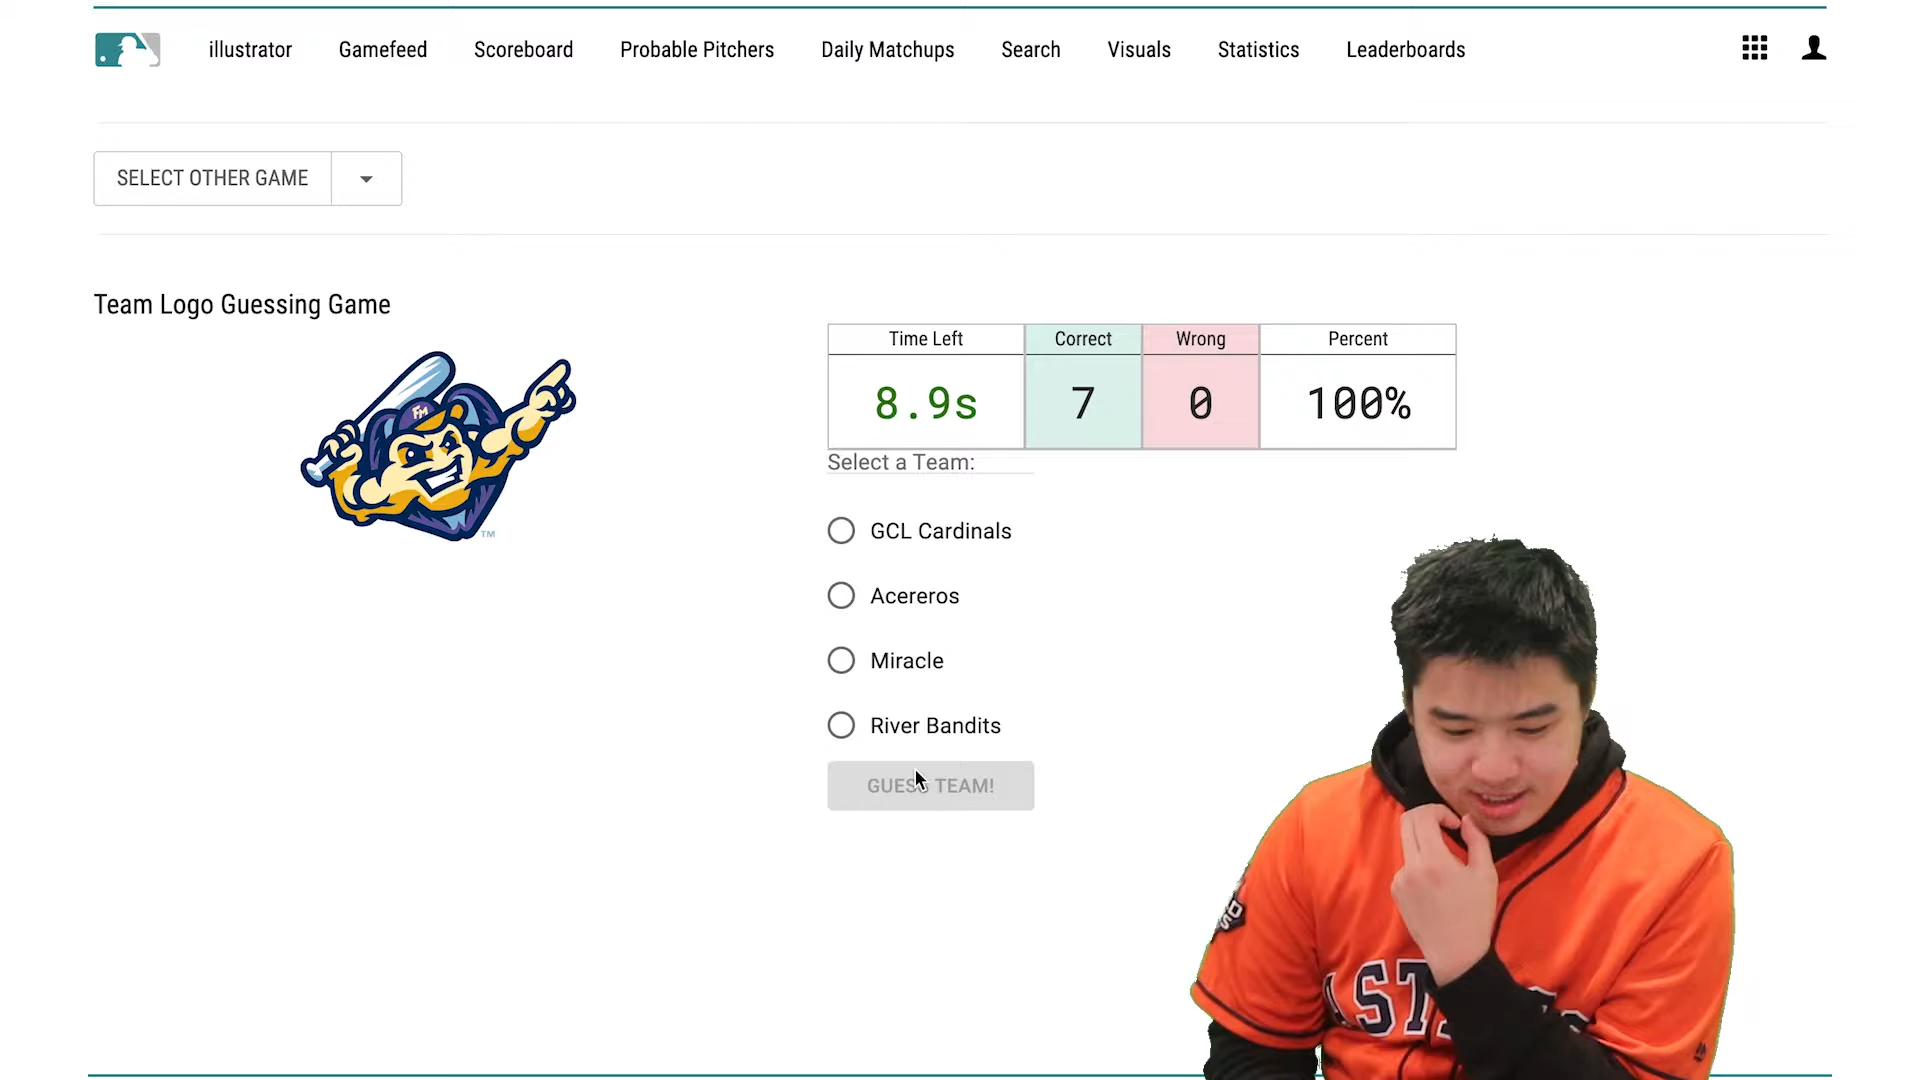 illustrator Gamefeed Scoreboard Probable Pitchers Daily Matchups Search Visuals Statistics Leaderboards
SELECT OTHER GAME
Team Logo Guessing Game
FM
TM
Time Left Correct Wrong Percent
8.9s 7 0 100%
Select a Team:
GCL Cardinals
Acereros
Miracle
River Bandits
GUESS TEAM!